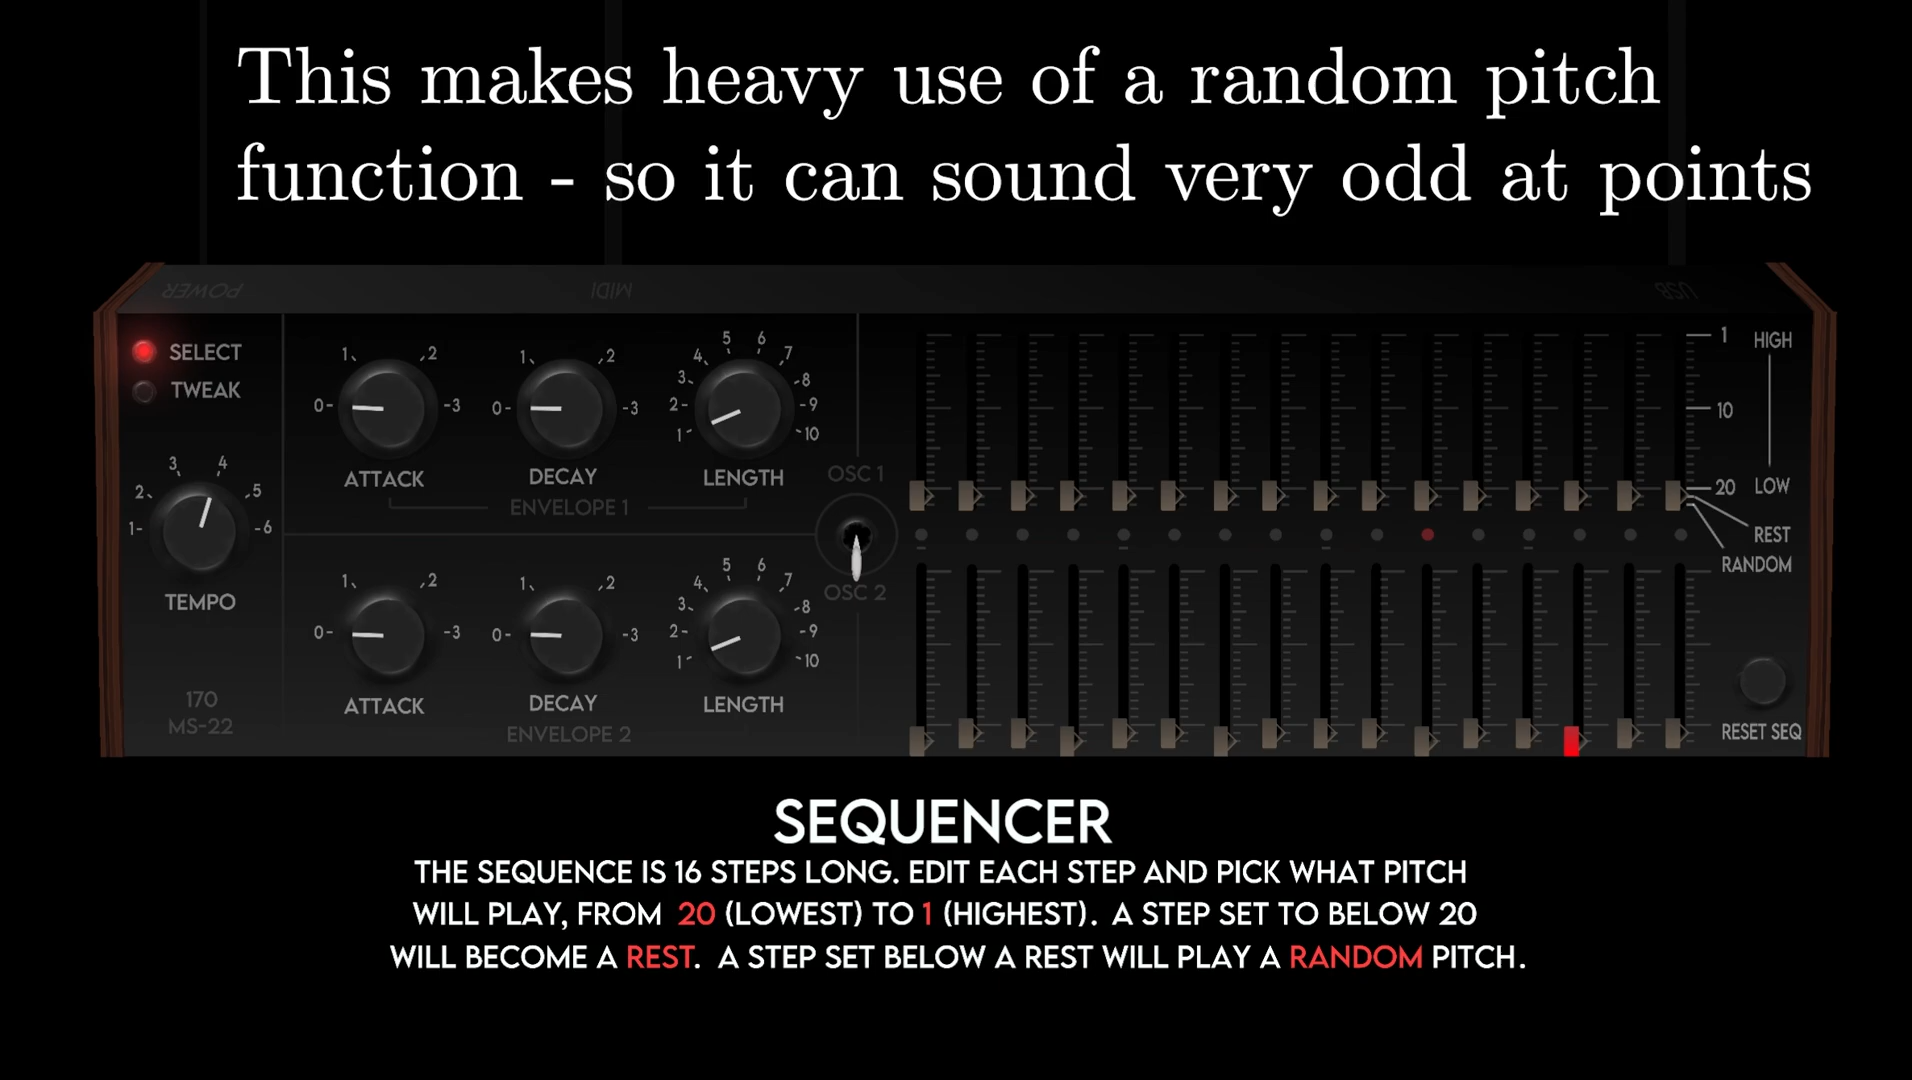 This makes heavy use of a random pitch
function - so it can sound very odd at points
POWER MIDI USB
SELECT
TWEAK
1 2 3 4 5 6
TEMPO
170
MS-22
0 1 2 3
ATTACK
0 1 2 3
DECAY
1 2 3 4 5 6 7 8 9 10
LENGTH
ENVELOPE 1
0 1 2 3
ATTACK
0 1 2 3
DECAY
1 2 3 4 5 6 7 8 9 10
LENGTH
ENVELOPE 2
OSC 1
OSC 2
1 HIGH
10
20 LOW
REST
RANDOM
RESET SEQ
SEQUENCER
THE SEQUENCE IS 16 STEPS LONG. EDIT EACH STEP AND PICK WHAT PITCH
WILL PLAY, FROM 20 (LOWEST) TO 1 (HIGHEST). A STEP SET TO BELOW 20
WILL BECOME A REST. A STEP SET BELOW A REST WILL PLAY A RANDOM PITCH.